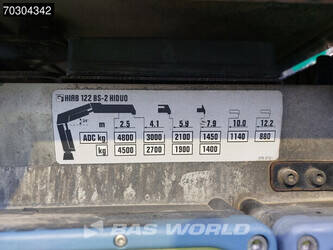 70304342
HIAB 122 BS-2 HIDUO
m 2.5 4.1 5.8 7.9 10.0 12.2
ADC kg 4800 3000 2100 1450 1140 880
kg 4500 2700 1900 1400
BAS WORLD